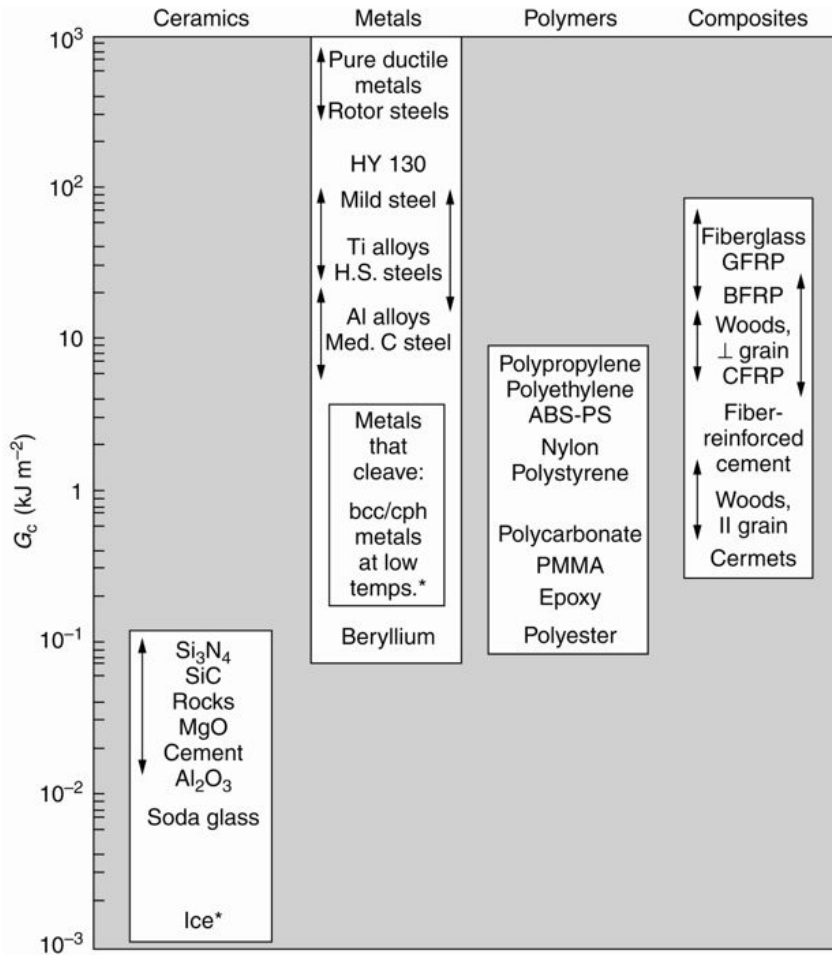 Ceramics
Metals
Polymers
Composites
G_c (kJ m⁻²)
10³
10²
10
1
10⁻¹
10⁻²
10⁻³
Si₃N₄
SiC
Rocks
MgO
Cement
Al₂O₃
Soda glass
Ice*
Pure ductile
metals
Rotor steels
HY 130
Mild steel
Ti alloys
H.S. steels
Al alloys
Med. C steel
Metals
that
cleave:
bcc/cph
metals
at low
temps.*
Beryllium
Polypropylene
Polyethylene
ABS-PS
Nylon
Polystyrene
Polycarbonate
PMMA
Epoxy
Polyester
Fiberglass
GFRP
BFRP
Woods,
⊥ grain
CFRP
Fiber-
reinforced
cement
Woods,
II grain
Cermets